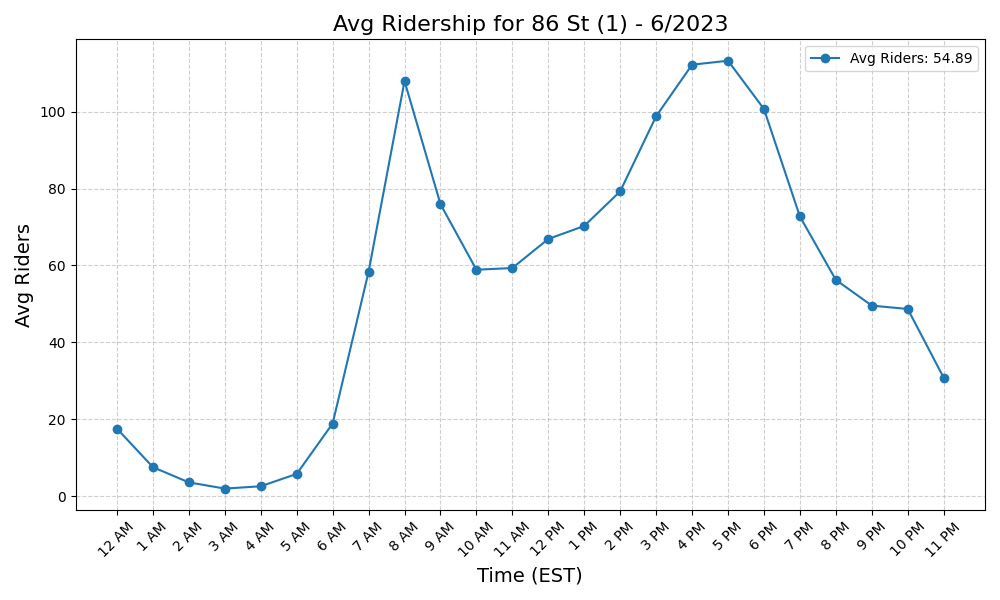 Avg Ridership for 86 St (1) - 6/2023
Avg Riders: 54.89
Avg Riders
100
80
60
40
20
0
12 AM
1 AM
2 AM
3 AM
4 AM
5 AM
6 AM
7 AM
8 AM
9 AM
10 AM
11 AM
12 PM
1 PM
2 PM
3 PM
4 PM
5 PM
6 PM
7 PM
8 PM
9 PM
10 PM
11 PM
Time (EST)